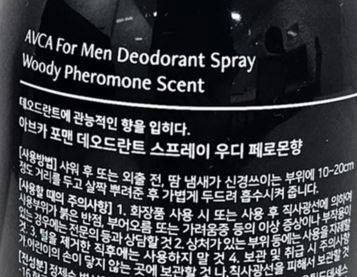 AVCA For Men Deodorant Spray
Woody Pheromone Scent
데오드란트에 관능적인 향을 입히다.
아브카 포맨 데오드란트 스프레이 우디 페로몬향
[사용방법] 샤워 후 또는 외출 전, 땀 냄새가 신경쓰이는 부위에 10~20cm
정도 거리를 두고 살짝 뿌려준 후 가볍게 두드려 흡수시켜 줍니다.
[사용할 때의 주의사항] 1. 화장품 사용 시 또는 사용 후 직사광선에 의하여
사용부위가 붉은 반점, 부어오름 또는 가려움증 등의 이상 증상이나 부작용이
있는 경우에는 전문의 등과 상담할 것 2. 상처가 있는 부위 등에는 사용을 자제할
것. 3. 털을 제거한 직후에는 사용하지 말 것 4. 보관 및 취급 시 주의사항
가)어린이의 손이 닿지 않는 곳에 보관할 것 나)직사광선을 피해서 보관할 것
[전성분] 정제수